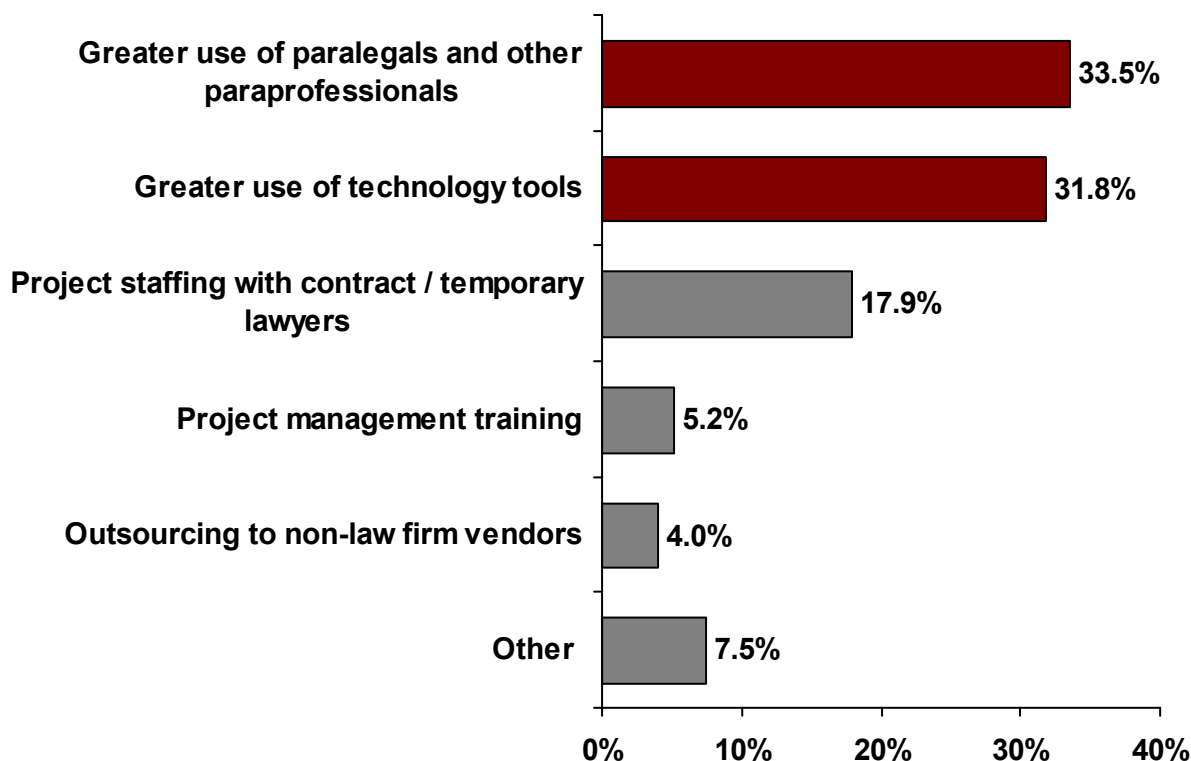 Greater use of paralegals and other
paraprofessionals
33.5%
Greater use of technology tools
31.8%
Project staffing with contract / temporary
lawyers
17.9%
Project management training
5.2%
Outsourcing to non-law firm vendors
4.0%
Other
7.5%
0% 10% 20% 30% 40%